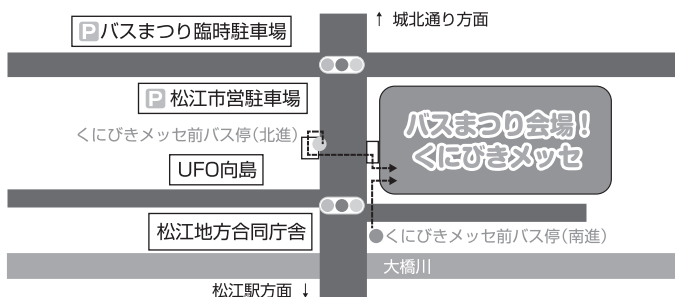 ↑ 城北通り方面
Pバスまつり臨時駐車場
P 松江市営駐車場
バスまつり会場!
くにびきメッセ
くにびきメッセ前バス停(北進)
UFO向島
松江地方合同庁舎
くにびきメッセ前バス停(南進)
大橋川
松江駅方面 ↓